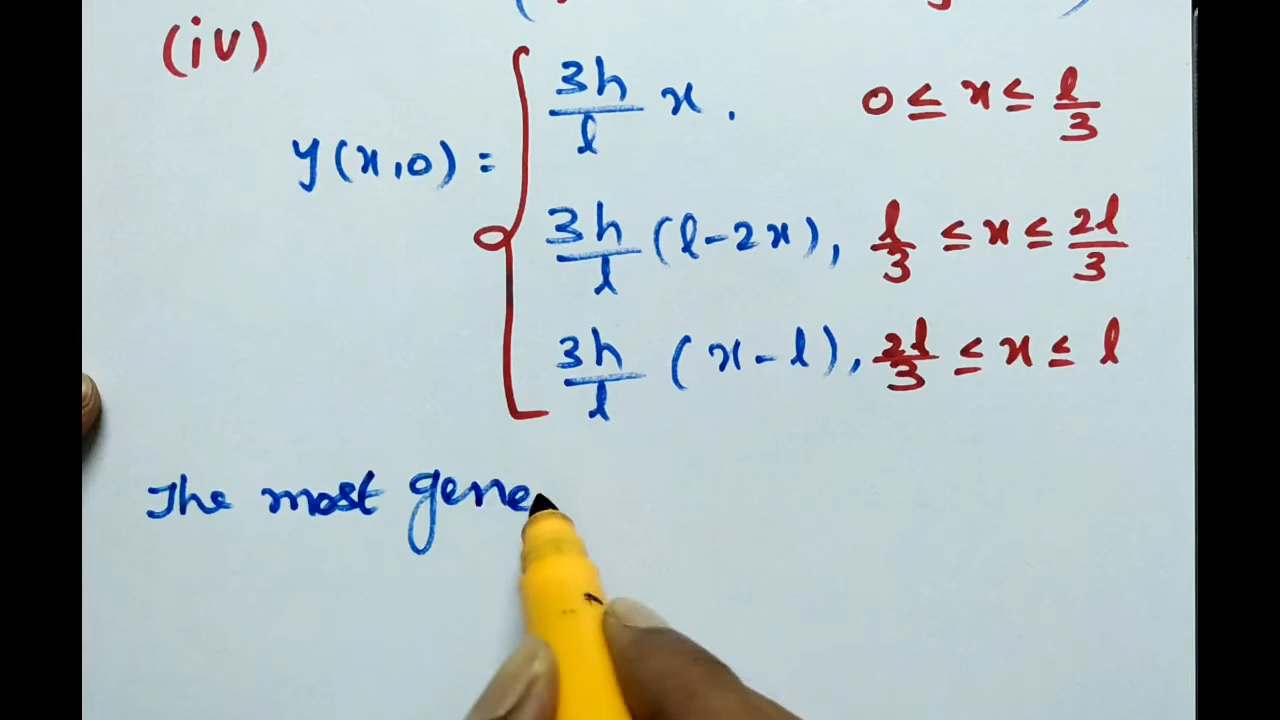 (iv)
y(x,0) = { 3h/l x. 0 ≤ x ≤ l/3
3h/l (l-2x), l/3 ≤ x ≤ 2l/3
3h/l (x-l), 2l/3 ≤ x ≤ l
The most gene